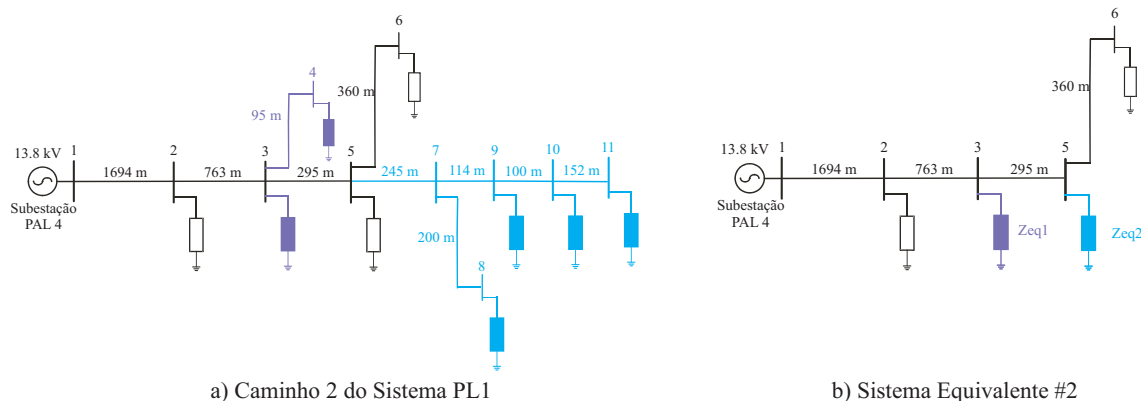 6
4
360 m
95 m
13.8 kV
1
2
3
5
7
9
10
11
1694 m
763 m
295 m
245 m
114 m
100 m
152 m
Subestação
PAL 4
200 m
8
a) Caminho 2 do Sistema PL1
6
360 m
13.8 kV
1
2
3
5
1694 m
763 m
295 m
Subestação
PAL 4
Zeq1
Zeq2
b) Sistema Equivalente #2